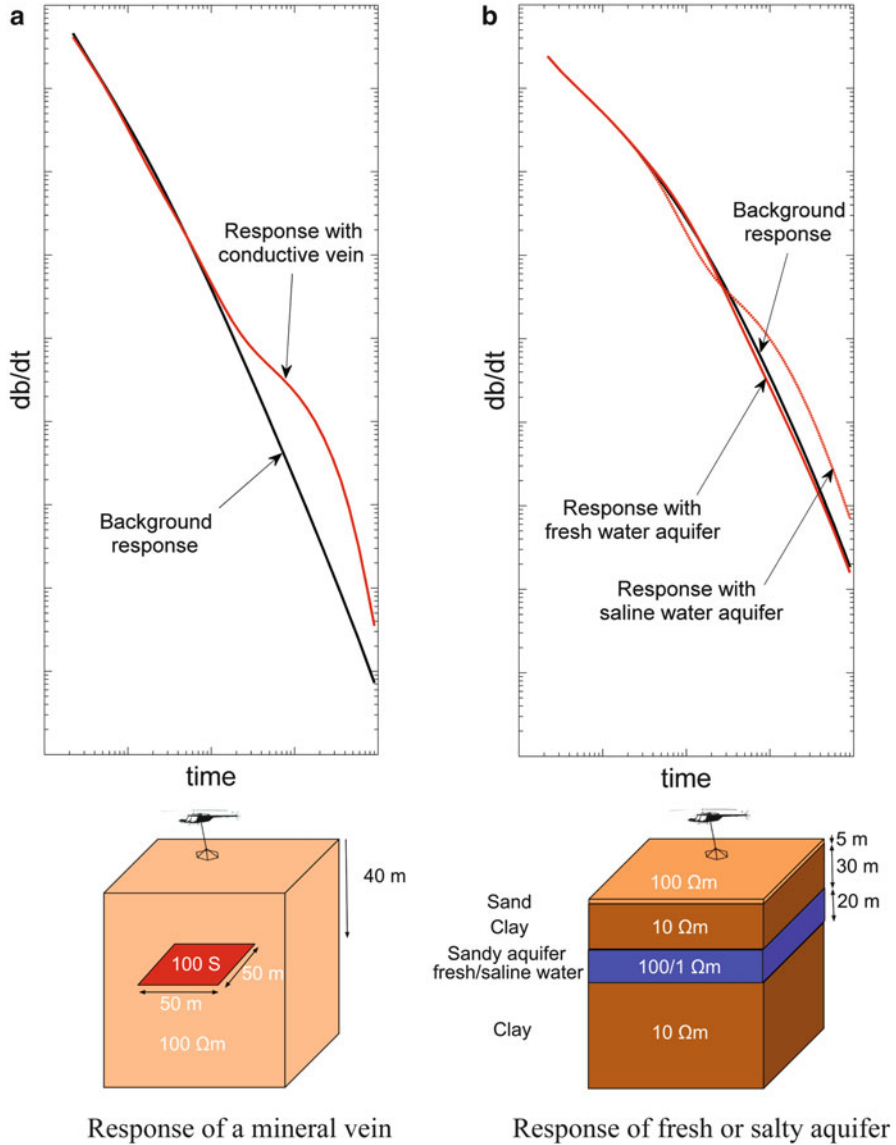 a
Response with
conductive vein
db/dt
Background
response
time
40 m
100 S
50 m
50 m
100 Ωm
Response of a mineral vein
b
Background
response
db/dt
Response with
fresh water aquifer
Response with
saline water aquifer
time
5 m
30 m
20 m
100 Ωm
Sand
Clay
10 Ωm
Sandy aquifer
fresh/saline water
100/1 Ωm
Clay
10 Ωm
Response of fresh or salty aquifer